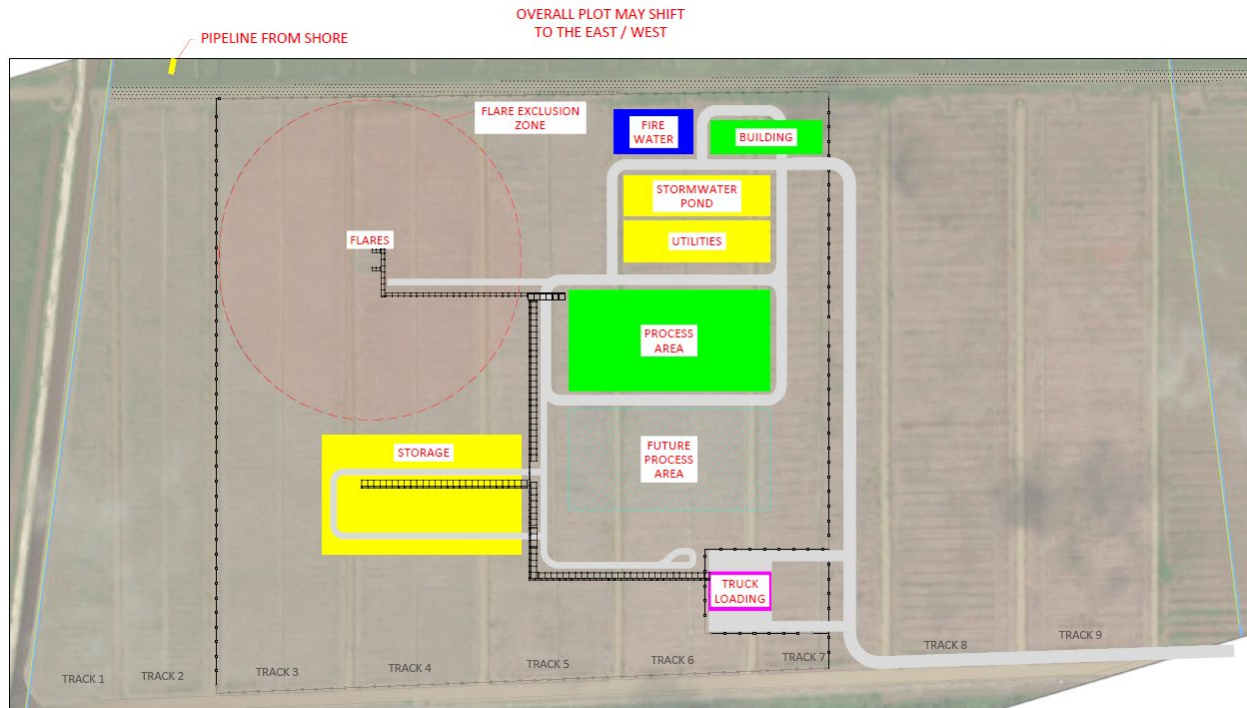 OVERALL PLOT MAY SHIFT
TO THE EAST / WEST
PIPELINE FROM SHORE
FLARE EXCLUSION
ZONE
FIRE
WATER
BUILDING
STORMWATER
POND
FLARES
UTILITIES
PROCESS
AREA
STORAGE
FUTURE
PROCESS
AREA
TRUCK
LOADING
TRACK 1
TRACK 2
TRACK 3
TRACK 4
TRACK 5
TRACK 6
TRACK 7
TRACK 8
TRACK 9